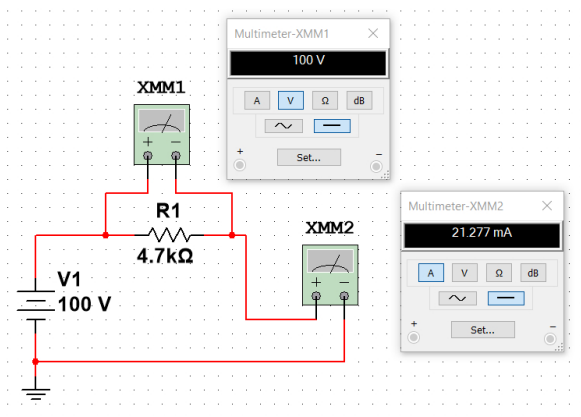 Multimeter-XMM1
100 V
A V Ω dB
+ Set... −
XMM1
+ −
R1
4.7kΩ
V1
100 V
XMM2
+ −
Multimeter-XMM2
21.277 mA
A V Ω dB
+ Set... −